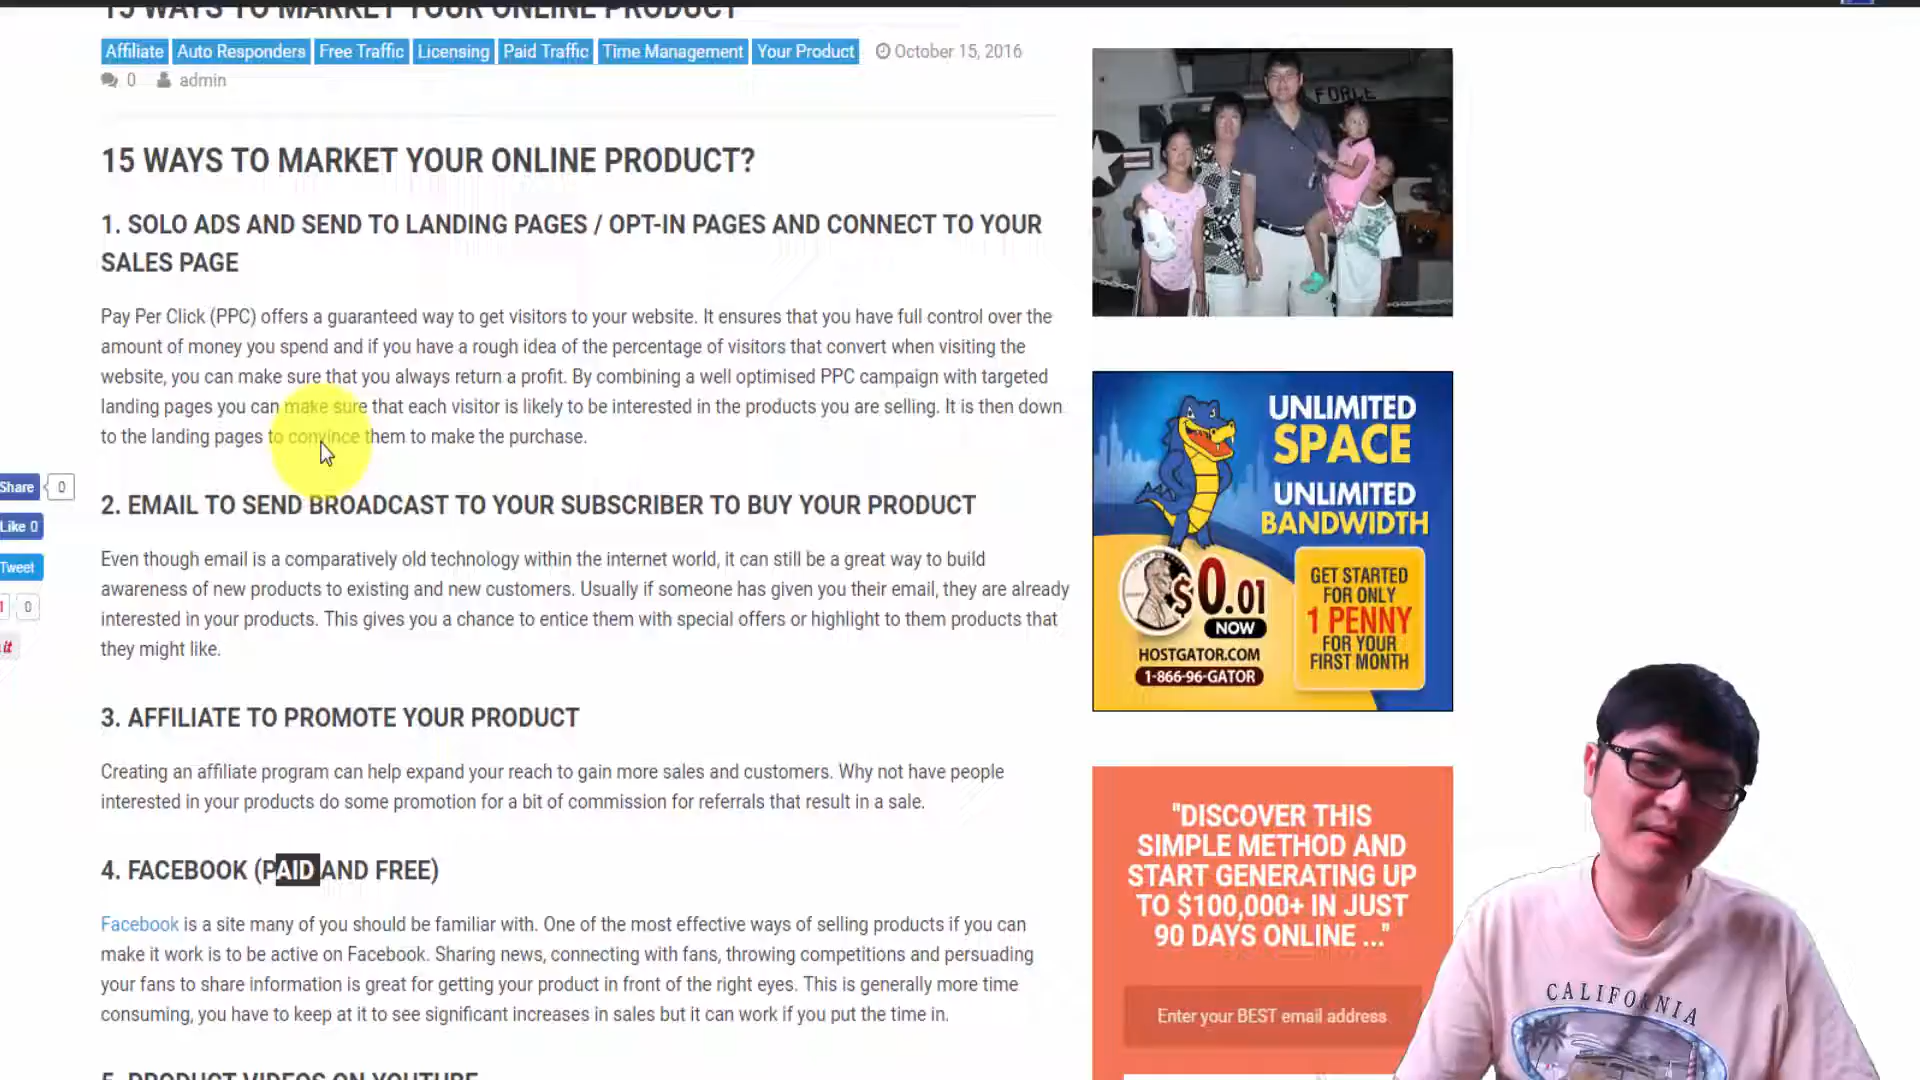 15 WAYS TO MARKET YOUR ONLINE PRODUCT
Affiliate Auto Responders Free Traffic Licensing Paid Traffic Time Management Your Product October 15, 2016
0 admin
15 WAYS TO MARKET YOUR ONLINE PRODUCT?
1. SOLO ADS AND SEND TO LANDING PAGES / OPT-IN PAGES AND CONNECT TO YOUR
SALES PAGE
Pay Per Click (PPC) offers a guaranteed way to get visitors to your website. It ensures that you have full control over the
amount of money you spend and if you have a rough idea of the percentage of visitors that convert when visiting the
website, you can make sure that you always return a profit. By combining a well optimised PPC campaign with targeted
landing pages you can make sure that each visitor is likely to be interested in the products you are selling. It is then down
to the landing pages to convince them to make the purchase.
2. EMAIL TO SEND BROADCAST TO YOUR SUBSCRIBER TO BUY YOUR PRODUCT
Even though email is a comparatively old technology within the internet world, it can still be a great way to build
awareness of new products to existing and new customers. Usually if someone has given you their email, they are already
interested in your products. This gives you a chance to entice them with special offers or highlight to them products that
they might like.
3. AFFILIATE TO PROMOTE YOUR PRODUCT
Creating an affiliate program can help expand your reach to gain more sales and customers. Why not have people
interested in your products do some promotion for a bit of commission for referrals that result in a sale.
4. FACEBOOK (PAID AND FREE)
Facebook is a site many of you should be familiar with. One of the most effective ways of selling products if you can
make it work is to be active on Facebook. Sharing news, connecting with fans, throwing competitions and persuading
your fans to share information is great for getting your product in front of the right eyes. This is generally more time
consuming, you have to keep at it to see significant increases in sales but it can work if you put the time in.
5. PRODUCT VIDEOS ON YOUTUBE
Share 0
Like 0
Tweet
1 0
it
FORCE
UNLIMITED
SPACE
UNLIMITED
BANDWIDTH
$0.01
NOW
HOSTGATOR.COM
1-866-96-GATOR
GET STARTED
FOR ONLY
1 PENNY
FOR YOUR
FIRST MONTH
"DISCOVER THIS
SIMPLE METHOD AND
START GENERATING UP
TO $100,000+ IN JUST
90 DAYS ONLINE ..."
Enter your BEST email address
CALIFORNIA